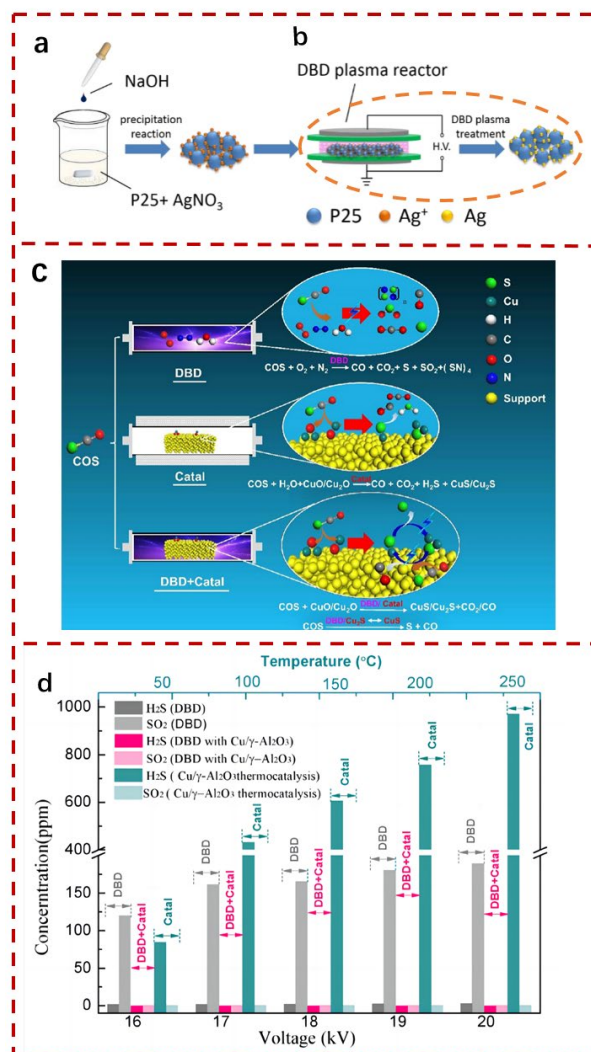 a
b
DBD plasma reactor
NaOH
precipitation
reaction
DBD plasma
treatment
H.V.
P25+ AgNO₃
P25 Ag⁺ Ag
c
S
Cu
H
C
O
N
Support
DBD
COS + O₂ + N₂ DBD→ CO + CO₂ + S + SO₂+( SN)₄
COS
Catal
COS + H₂O+CuO/Cu₂O → CO + CO₂+ H₂S + CuS/Cu₂S
DBD+Catal
COS + CuO/Cu₂O DBD/ Catal→ CuS/Cu₂S+CO₂/CO
COS DBD/Cu₂S ↔ CuS→ S + CO
d
Temperature (°C)
50 100 150 200 250
H₂S (DBD)
SO₂ (DBD)
H₂S (DBD with Cu/γ-Al₂O₃)
SO₂ (DBD with Cu/γ-Al₂O₃)
H₂S ( Cu/γ-Al₂O₃thermocatalysis)
SO₂ ( Cu/γ-Al₂O₃ thermocatalysis)
1000
800
600
400
150
125
50
0
Concerntration(ppm)
DBD
DBD+Catal
Catal
DBD
DBD+Catal
Catal
DBD
DBD+Catal
Catal
DBD
DBD+Catal
Catal
DBD
DBD+Catal
Catal
16 17 18 19 20
Voltage (kV)